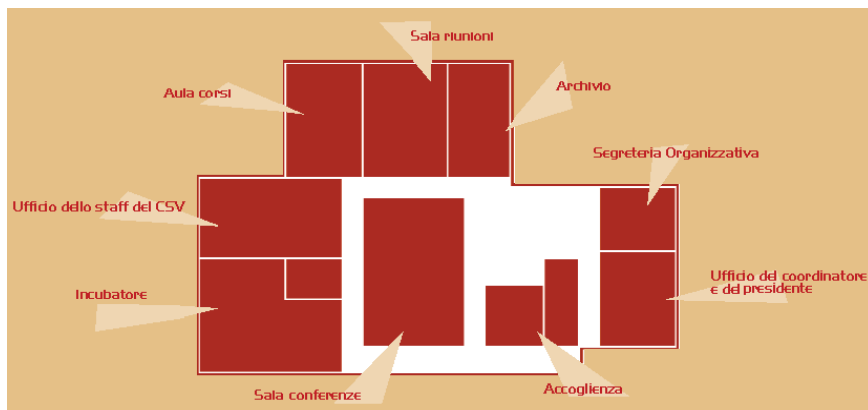 Sala riunioni
Archivio
Aula corsi
Segreteria Organizzativa
Ufficio dello staff del CSV
Ufficio del coordinatore
e del presidente
Incubatore
Accoglienza
Sala conferenze